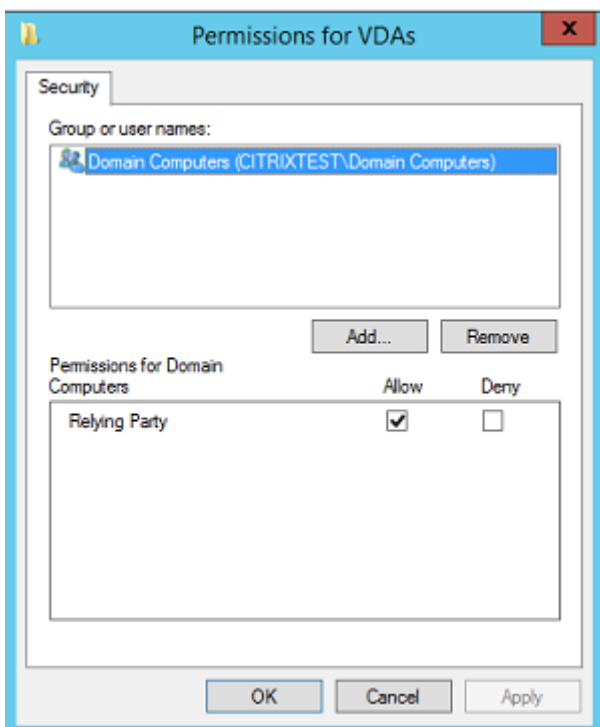 Permissions for VDAs
x
Security
Group or user names:
Domain Computers (CITRIXTEST\Domain Computers)
Add... Remove
Permissions for Domain
Computers Allow Deny
Relying Party
OK Cancel Apply